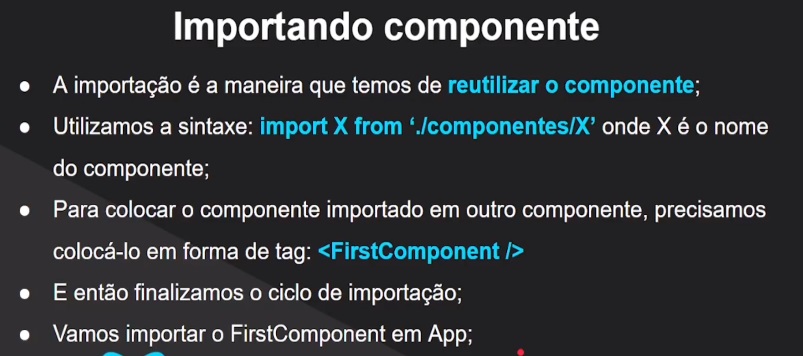 Importando componente
● A importação é a maneira que temos de reutilizar o componente;
● Utilizamos a sintaxe: import X from ‘./componentes/X’ onde X é o nome
do componente;
● Para colocar o componente importado em outro componente, precisamos
colocá-lo em forma de tag: <FirstComponent />
● E então finalizamos o ciclo de importação;
● Vamos importar o FirstComponent em App;